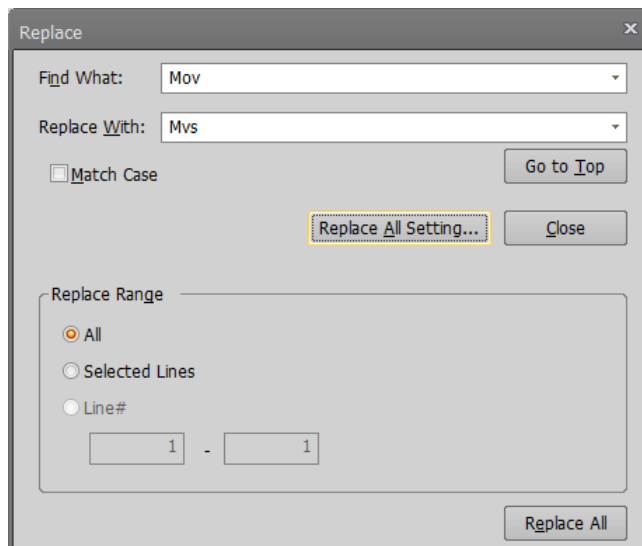 Replace
Find What: Mov
Replace With: Mvs
Match Case
Go to Top
Replace All Setting... Close
Replace Range
All
Selected Lines
Line#
1 - 1
Replace All